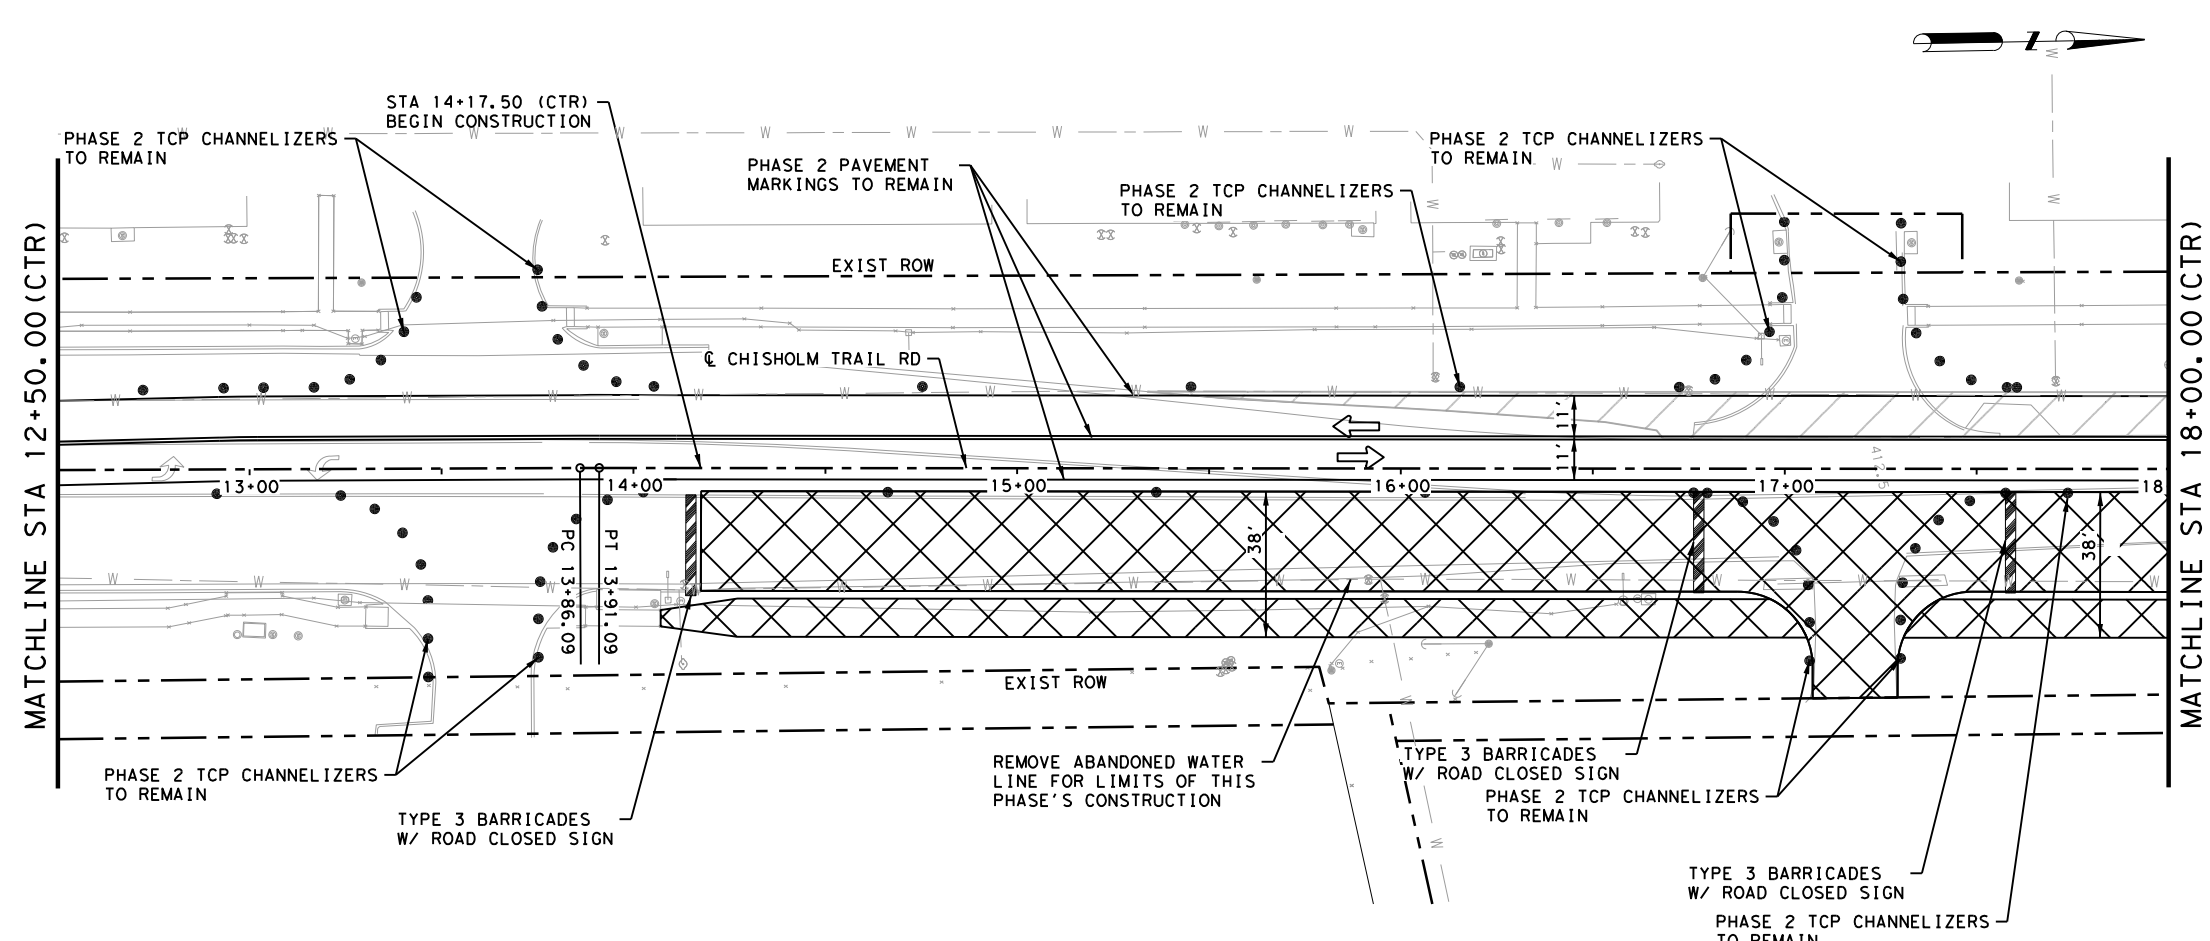 STA 14+17.50 (CTR)
BEGIN CONSTRUCTION
PHASE 2 TCP CHANNELIZERS
TO REMAIN
PHASE 2 PAVEMENT
MARKINGS TO REMAIN
PHASE 2 TCP CHANNELIZERS
TO REMAIN
PHASE 2 TCP CHANNELIZERS
TO REMAIN
MATCHLINE STA 12+50.00(CTR)
MATCHLINE STA 18+00.00(CTR)
EXIST ROW
℄ CHISHOLM TRAIL RD
11'
11'
412.5
13+00
14+00
15+00
16+00
17+00
18
PC 13+86.09
PT 13+91.09
38'
38'
EXIST ROW
REMOVE ABANDONED WATER
LINE FOR LIMITS OF THIS
PHASE'S CONSTRUCTION
TYPE 3 BARRICADES
W/ ROAD CLOSED SIGN
PHASE 2 TCP CHANNELIZERS
TO REMAIN
PHASE 2 TCP CHANNELIZERS
TO REMAIN
TYPE 3 BARRICADES
W/ ROAD CLOSED SIGN
TYPE 3 BARRICADES
W/ ROAD CLOSED SIGN
PHASE 2 TCP CHANNELIZERS
TO REMAIN